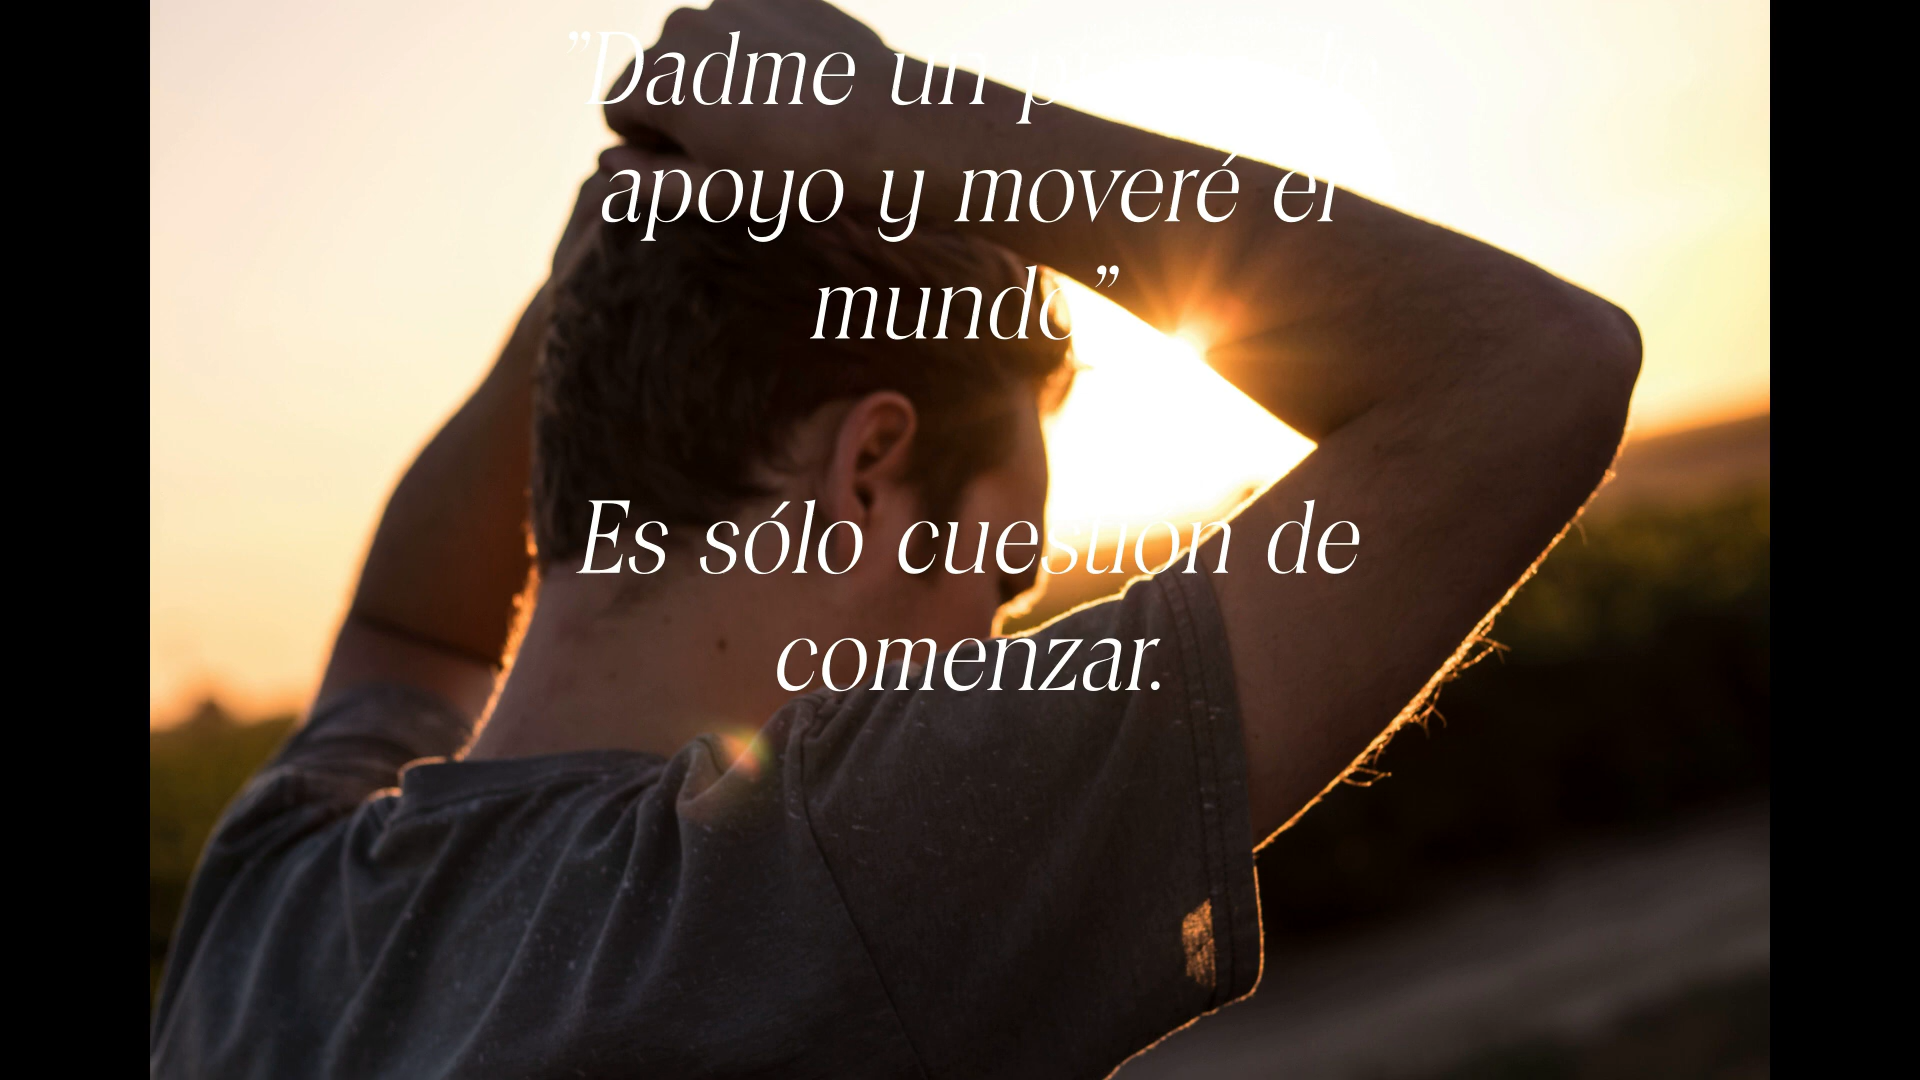 ”Dadme un p
apoyo y moveré el
mundo”
Es sólo cuestión de
comenzar.